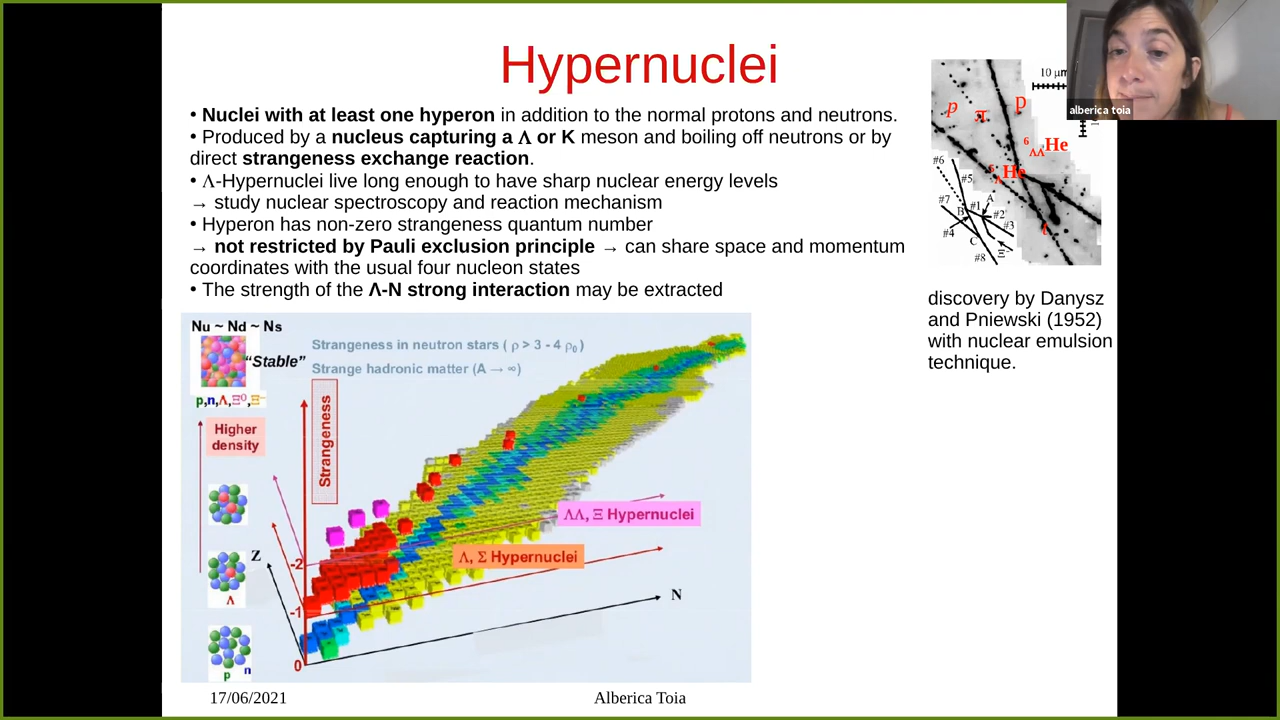 Hypernuclei
• Nuclei with at least one hyperon in addition to the normal protons and neutrons.
• Produced by a nucleus capturing a Λ or K meson and boiling off neutrons or by
direct strangeness exchange reaction.
• Λ-Hypernuclei live long enough to have sharp nuclear energy levels
→ study nuclear spectroscopy and reaction mechanism
• Hyperon has non-zero strangeness quantum number
→ not restricted by Pauli exclusion principle → can share space and momentum
coordinates with the usual four nucleon states
• The strength of the Λ-N strong interaction may be extracted
10 μm
alberica toia
p
π
p
6ΛΛHe
5ΛHe
t
#6
#5
#7
#1
A
B
#2
#3
#4
C
Ξ⁻
#8
discovery by Danysz
and Pniewski (1952)
with nuclear emulsion
technique.
Nu ~ Nd ~ Ns
"Stable"
p,n,Λ,Ξ⁰,Ξ⁻
Strangeness in neutron stars ( ρ > 3 - 4 ρ₀ )
Strange hadronic matter (A → ∞)
Higher
density
Strangeness
ΛΛ, Ξ Hypernuclei
Λ, Σ Hypernuclei
Z
-2
-1
0
N
Λ
p
n
17/06/2021
Alberica Toia